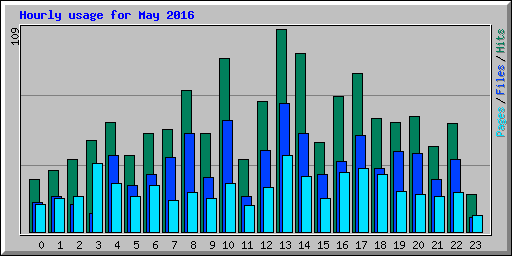 Hourly usage for May 2016
109
Pages/Files/Hits
0 1 2 3 4 5 6 7 8 9 10 11 12 13 14 15 16 17 18 19 20 21 22 23